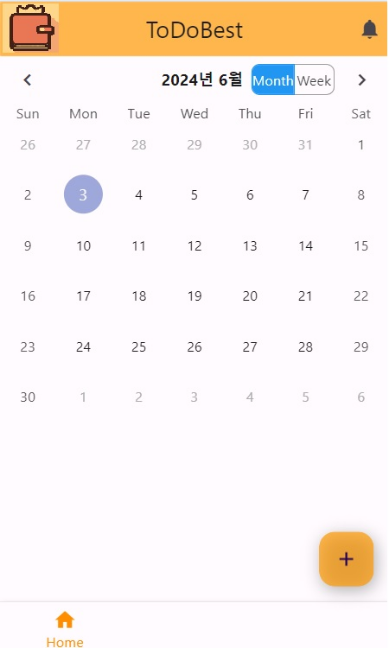 ToDoBest
2024년 6월 Month Week
Sun Mon Tue Wed Thu Fri Sat
26 27 28 29 30 31 1
2 3 4 5 6 7 8
9 10 11 12 13 14 15
16 17 18 19 20 21 22
23 24 25 26 27 28 29
30 1 2 3 4 5 6
+
Home